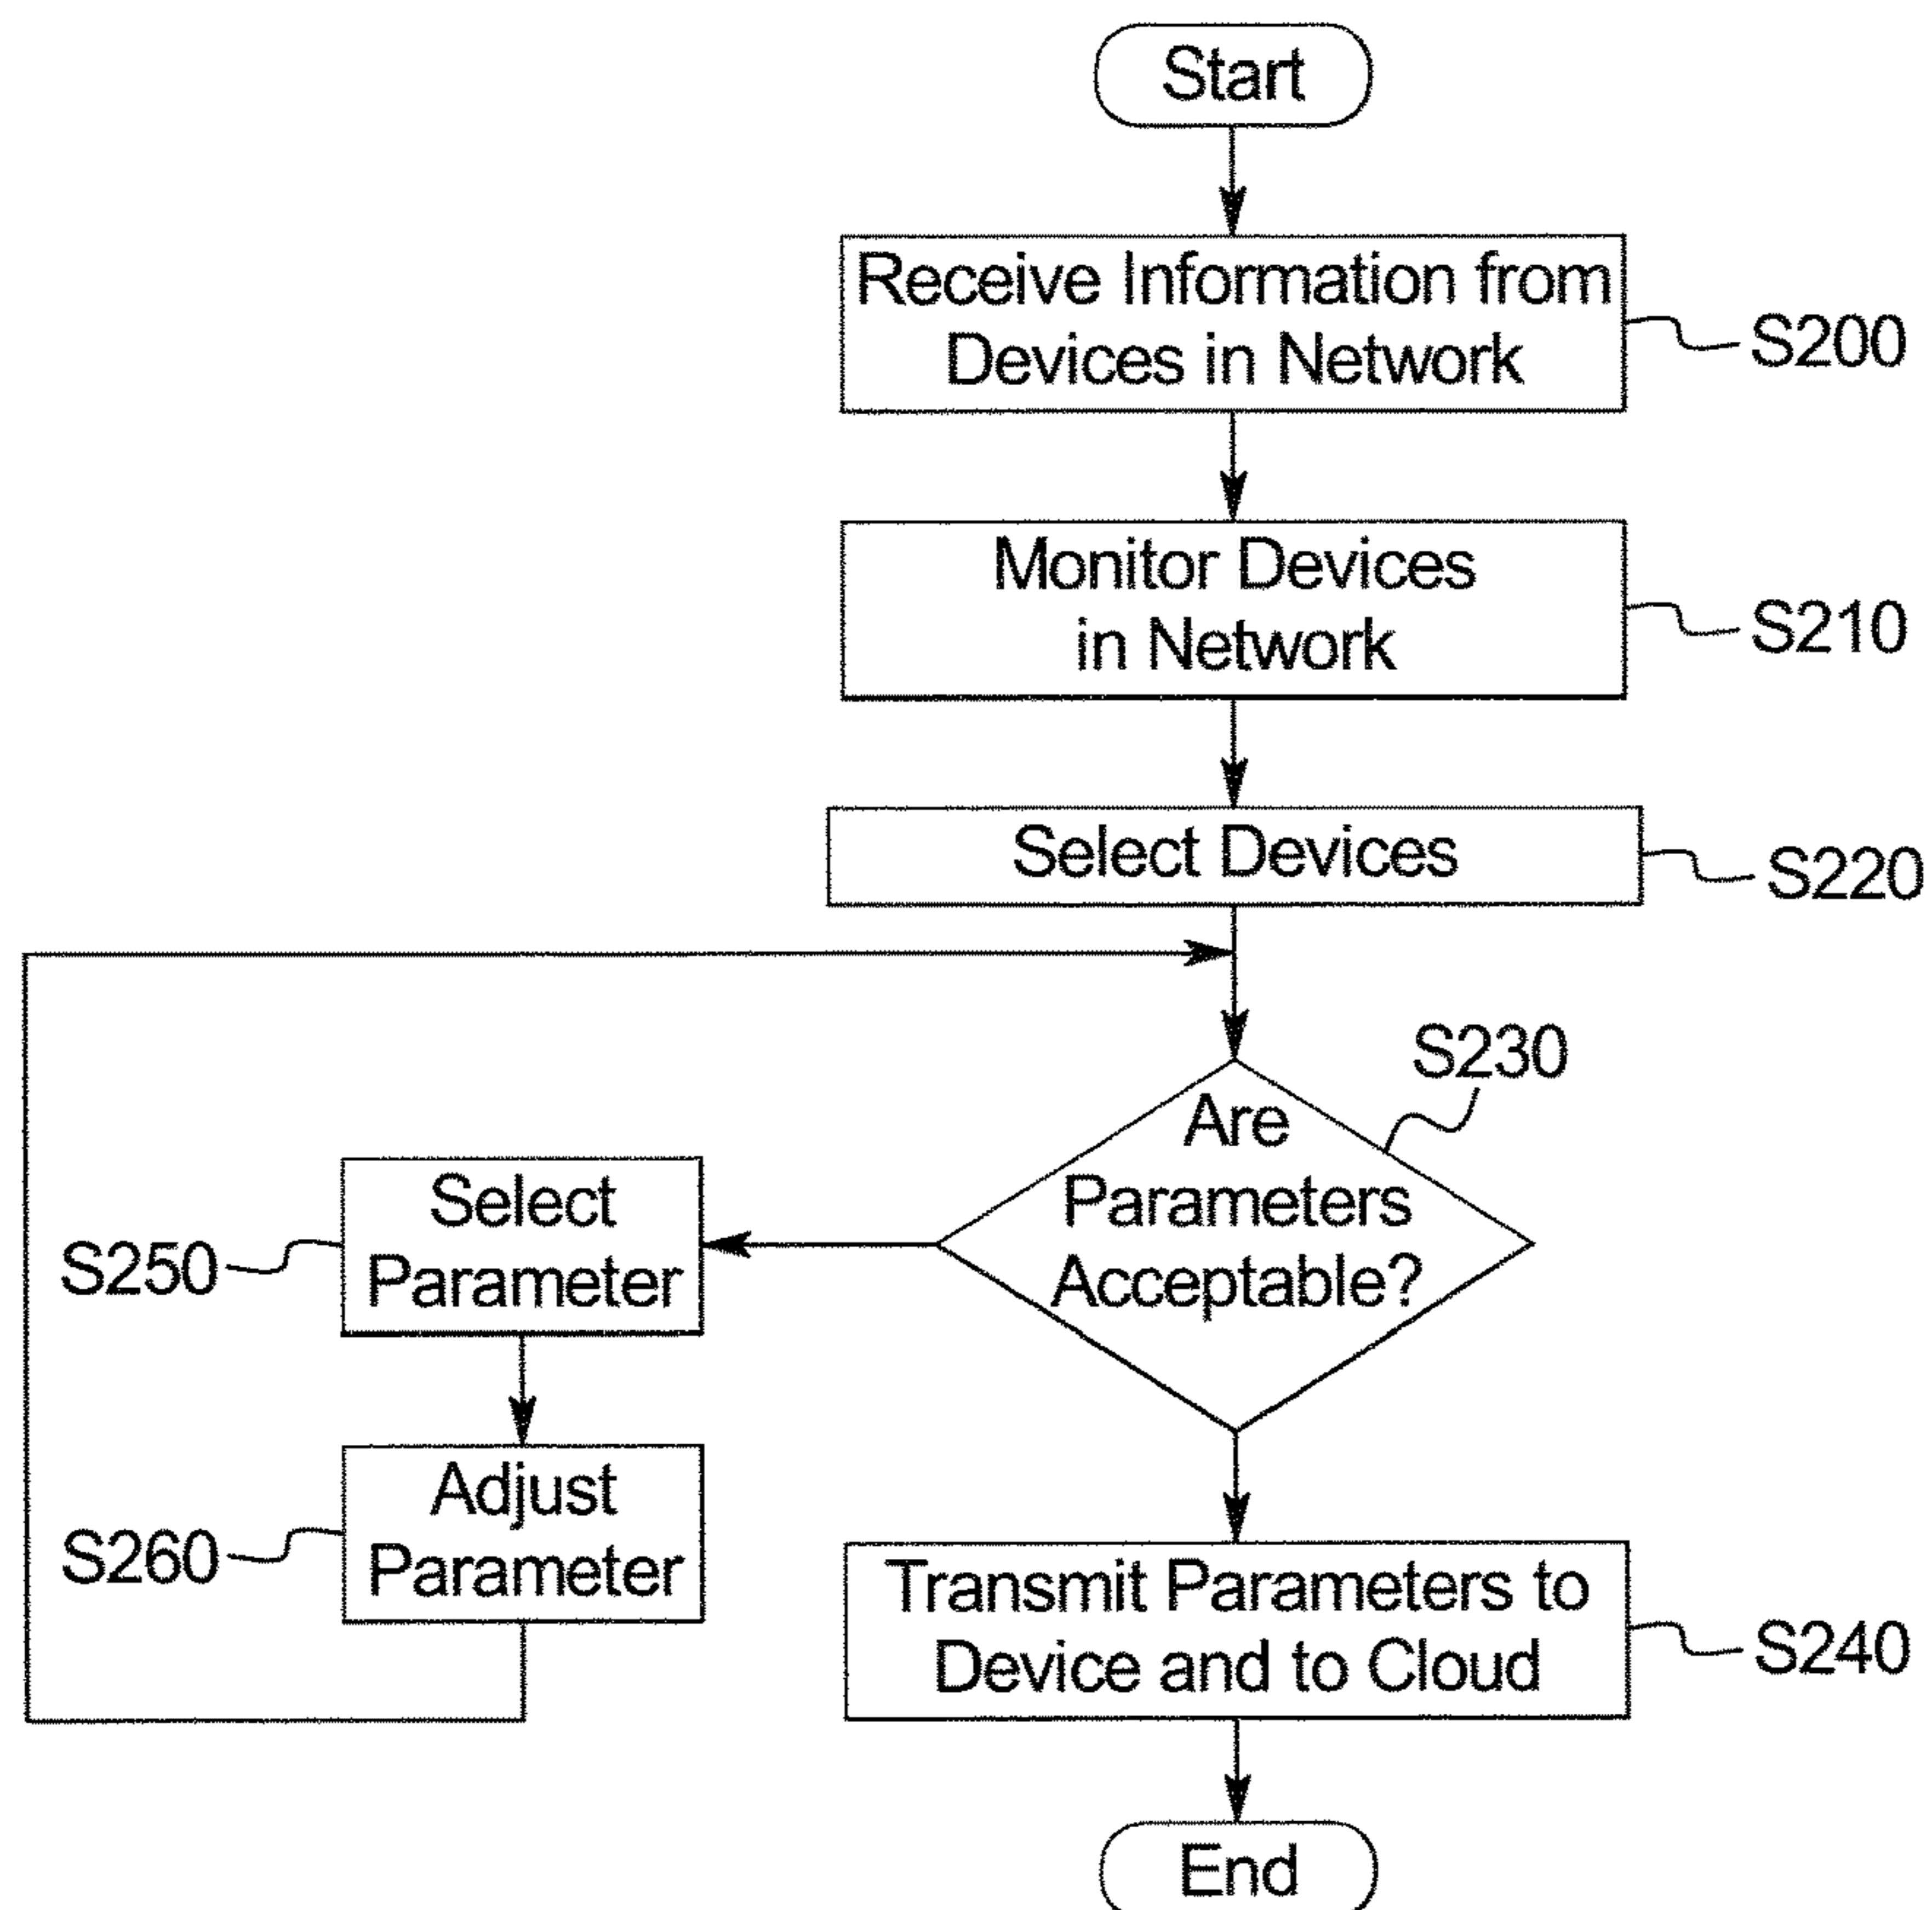 Start
Receive Information from
Devices in Network
S200
Monitor Devices
in Network
S210
Select Devices
S220
S230
Are
Parameters
Acceptable?
Select
Parameter
S250
Adjust
Parameter
S260
Transmit Parameters to
Device and to Cloud
S240
End